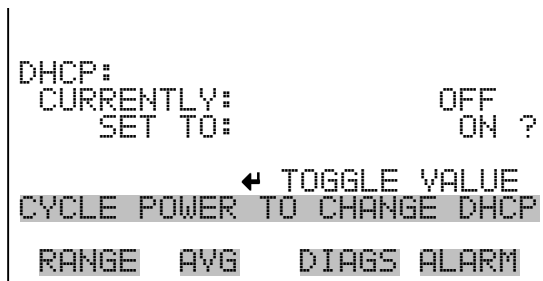 DHCP:
CURRENTLY: OFF
SET TO: ON ?
↵ TOGGLE VALUE
CYCLE POWER TO CHANGE DHCP
RANGE AVG DIAGS ALARM